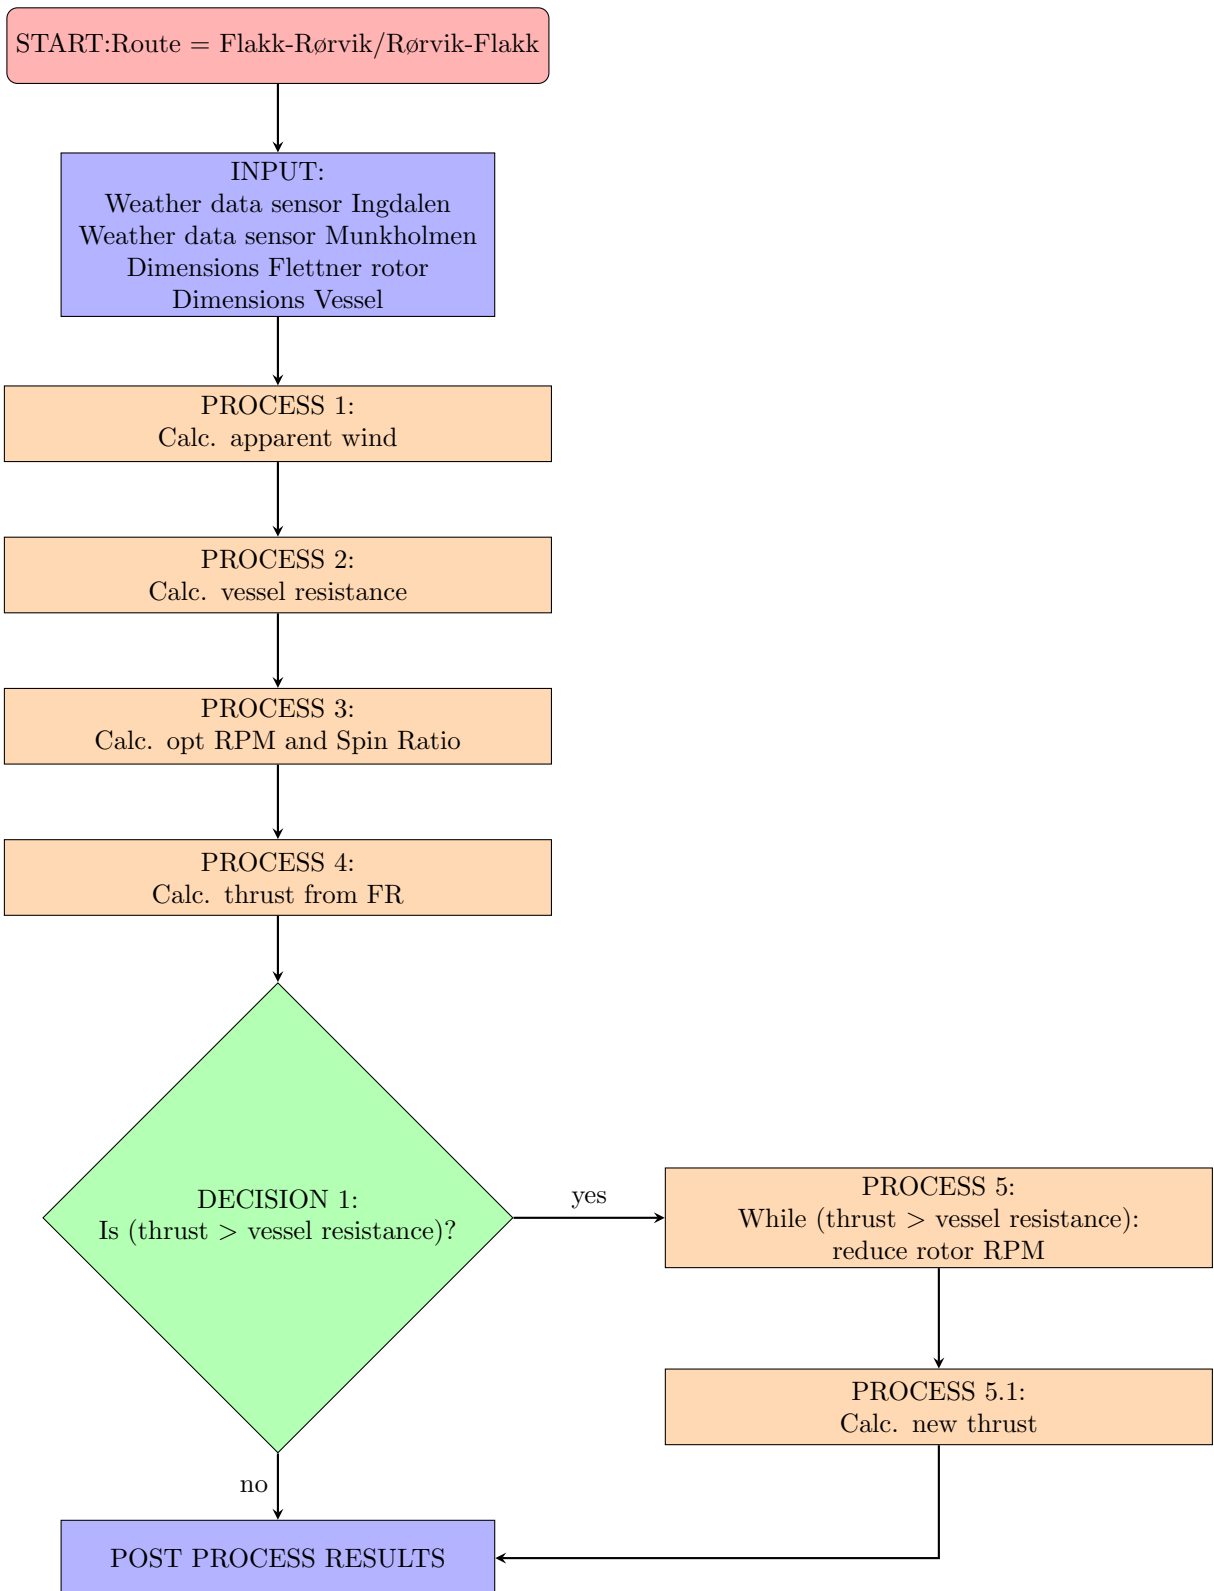 START:Route = Flakk-Rørvik/Rørvik-Flakk
INPUT:
Weather data sensor Ingdalen
Weather data sensor Munkholmen
Dimensions Flettner rotor
Dimensions Vessel
PROCESS 1:
Calc. apparent wind
PROCESS 2:
Calc. vessel resistance
PROCESS 3:
Calc. opt RPM and Spin Ratio
PROCESS 4:
Calc. thrust from FR
DECISION 1:
Is (thrust > vessel resistance)?
yes
PROCESS 5:
While (thrust > vessel resistance):
reduce rotor RPM
PROCESS 5.1:
Calc. new thrust
no
POST PROCESS RESULTS